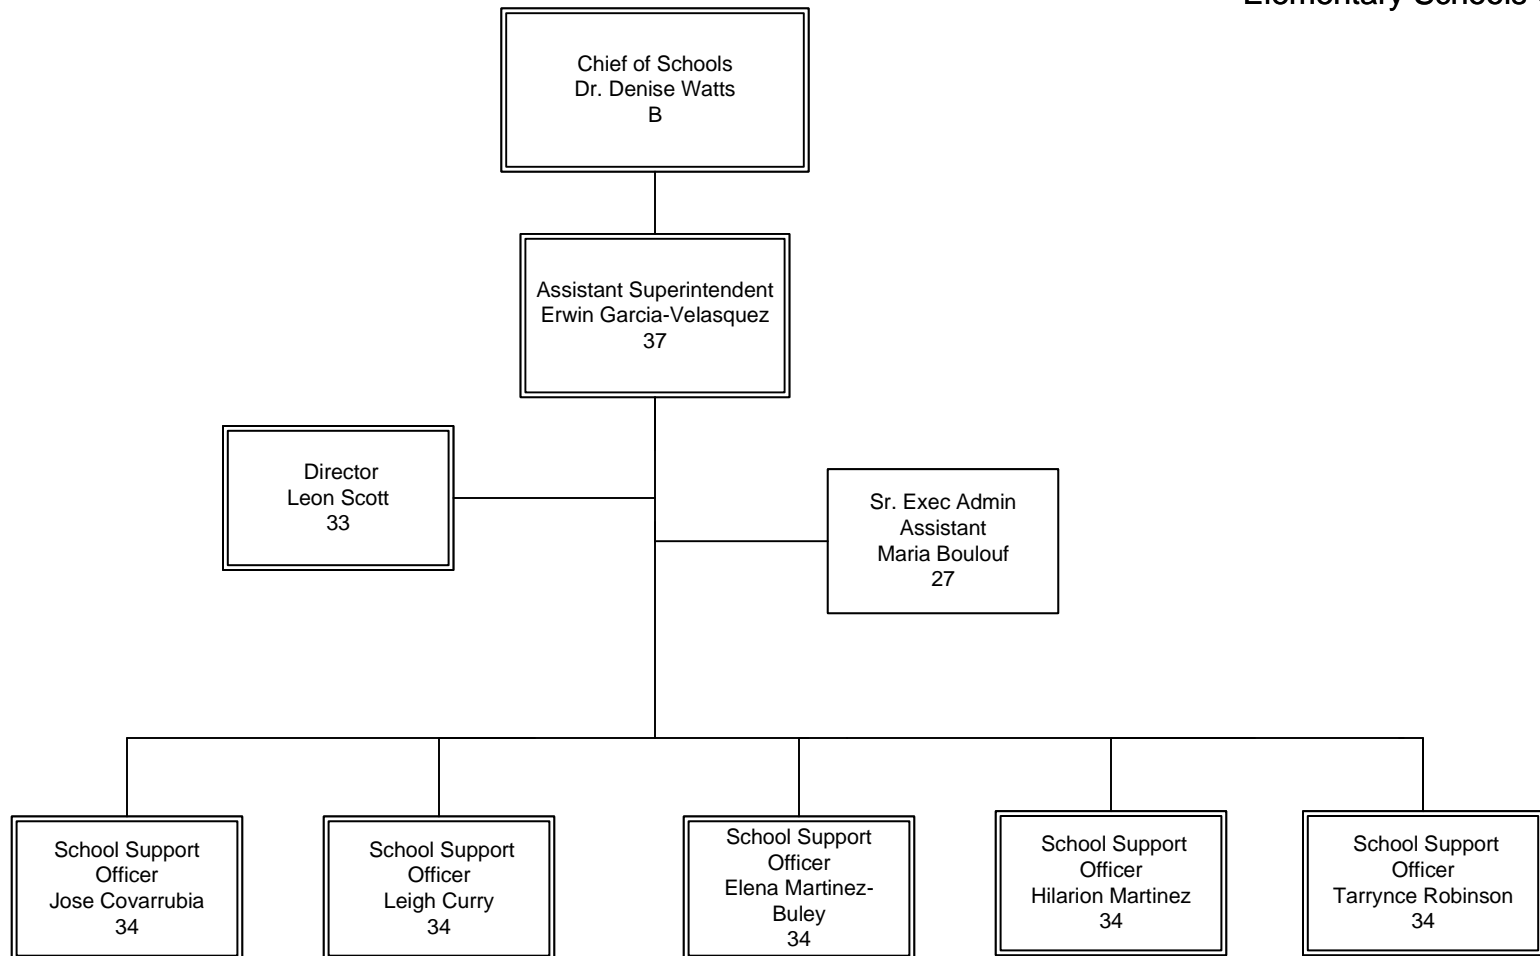 Elementary Schools
Chief of Schools
Dr. Denise Watts
B
Assistant Superintendent
Erwin Garcia-Velasquez
37
Director
Leon Scott
33
Sr. Exec Admin
Assistant
Maria Boulouf
27
School Support
Officer
Jose Covarrubia
34
School Support
Officer
Leigh Curry
34
School Support
Officer
Elena Martinez-
Buley
34
School Support
Officer
Hilarion Martinez
34
School Support
Officer
Tarrynce Robinson
34